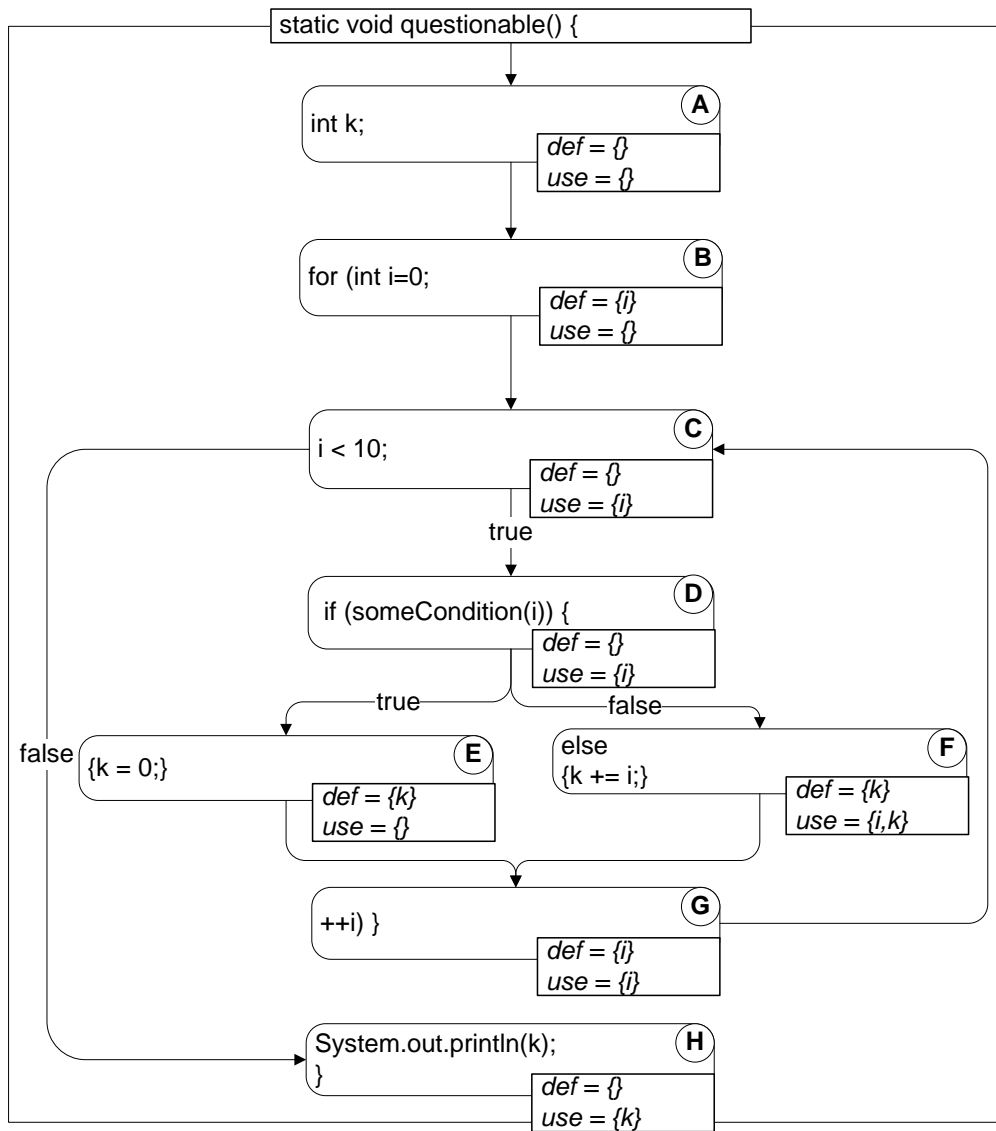 static void questionable() {
A
int k;
def = {}
use = {}
B
for (int i=0;
def = {i}
use = {}
C
i < 10;
def = {}
use = {i}
true
D
if (someCondition(i)) {
def = {}
use = {i}
true
false
false
E
{k = 0;}
def = {k}
use = {}
F
else
{k += i;}
def = {k}
use = {i,k}
G
++i) }
def = {i}
use = {i}
H
System.out.println(k);
}
def = {}
use = {k}